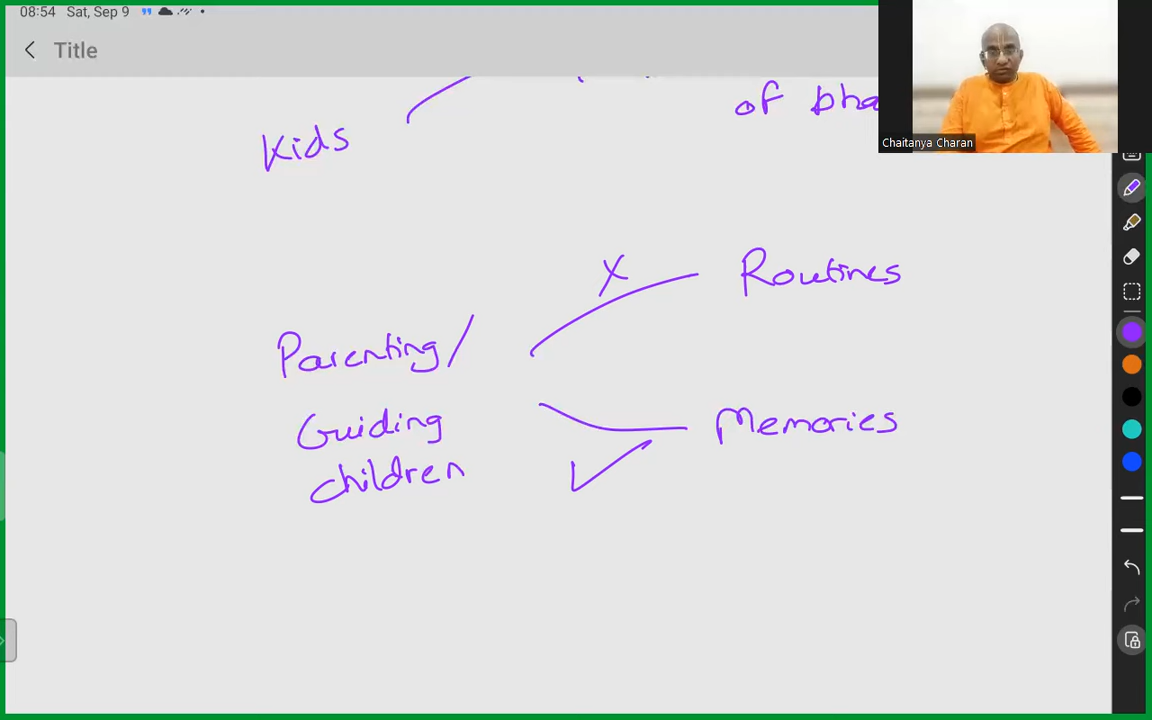 08:54 Sat, Sep 9
Title
of bha
Kids
Chaitanya Charan
X
Routines
Parenting/
Guiding
children
Memories